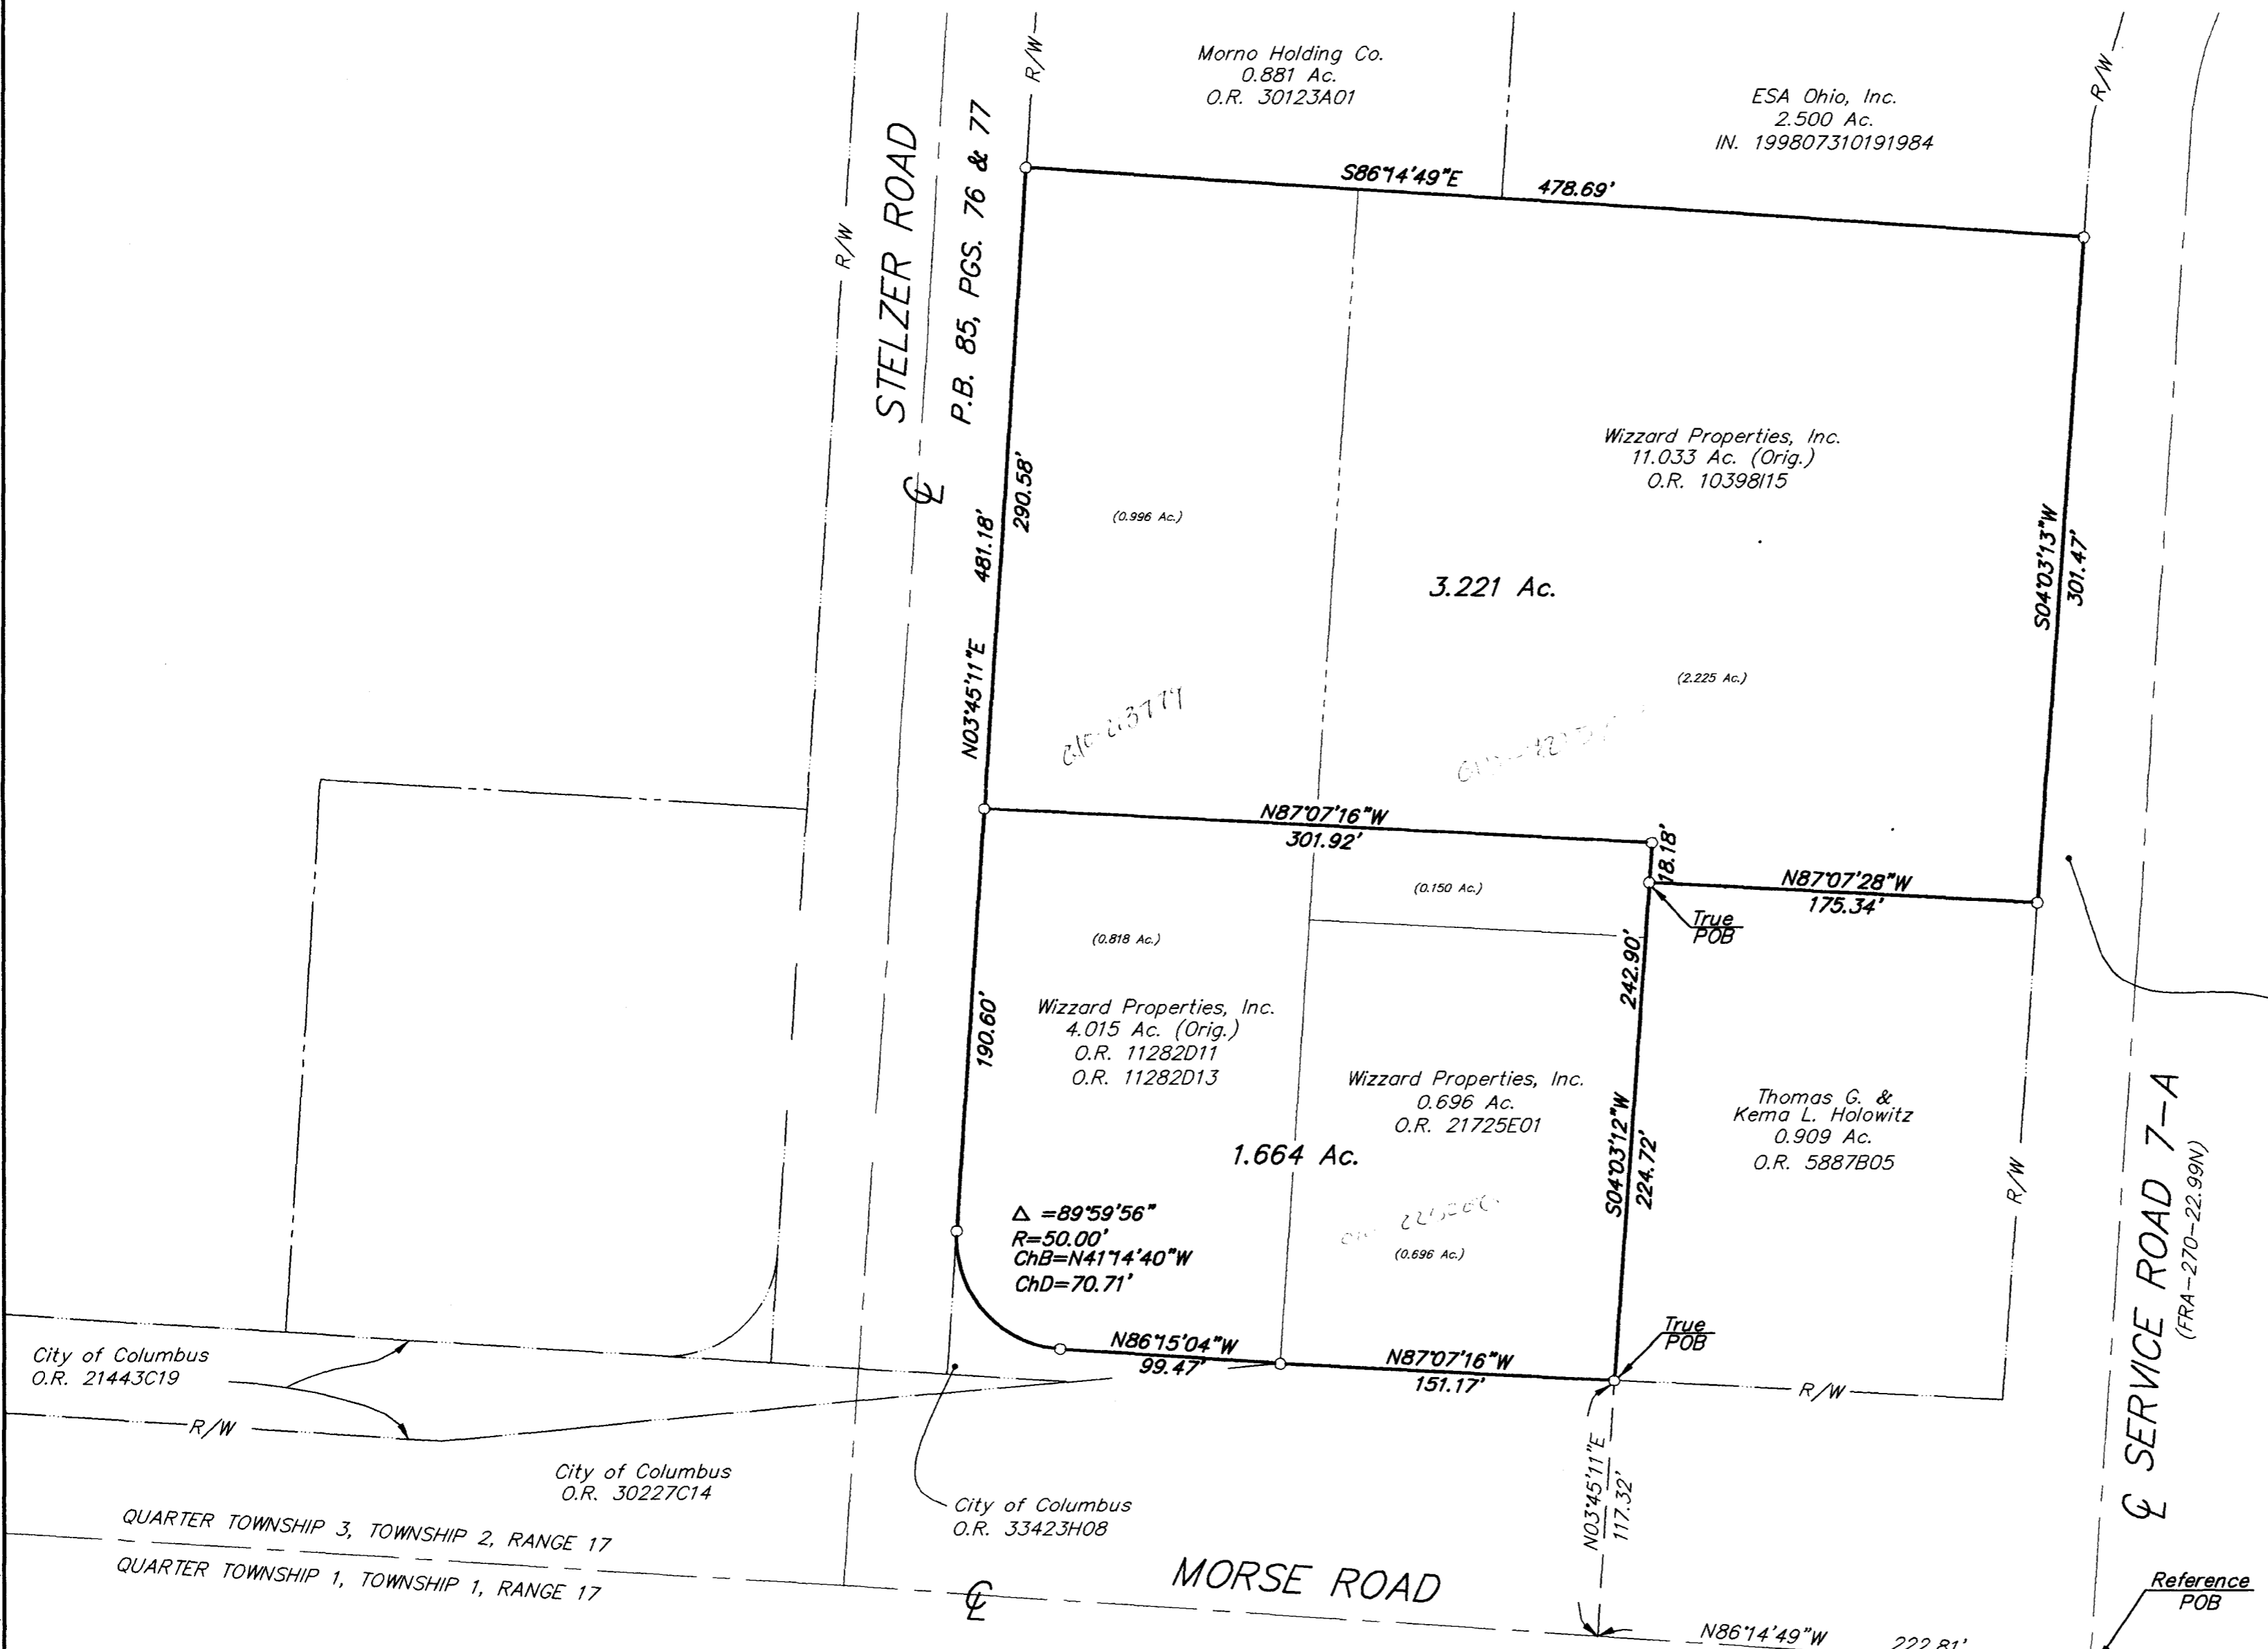 Morno Holding Co.
0.881 Ac.
O.R. 30123A01
ESA Ohio, Inc.
2.500 Ac.
IN. 199807310191984
R/W
R/W
R/W
STELZER ROAD
P.B. 85, PGS. 76 & 77
℄
S86°14'49"E 478.69'
290.58'
N03°45'11"E 481.18'
Wizzard Properties, Inc.
11.033 Ac. (Orig.)
O.R. 10398I15
(0.996 Ac.)
3.221 Ac.
(2.225 Ac.)
S04°03'13"W
301.47'
N87°07'16"W
301.92'
18.18'
N87°07'28"W
175.34'
True
POB
(0.150 Ac.)
(0.818 Ac.)
242.90'
190.60'
Wizzard Properties, Inc.
4.015 Ac. (Orig.)
O.R. 11282D11
O.R. 11282D13
Wizzard Properties, Inc.
0.696 Ac.
O.R. 21725E01
Thomas G. &
Kema L. Holowitz
0.909 Ac.
O.R. 5887B05
1.664 Ac.
S04°03'12"W
224.72'
(0.696 Ac.)
Δ =89°59'56"
R=50.00'
ChB=N41°14'40"W
ChD=70.71'
R/W
℄ SERVICE ROAD 7-A
(FRA-270-22.99N)
True
POB
N86°15'04"W
99.47'
N87°07'16"W
151.17'
R/W
City of Columbus
O.R. 21443C19
R/W
City of Columbus
O.R. 30227C14
City of Columbus
O.R. 33423H08
N03°45'11"E
117.32'
QUARTER TOWNSHIP 3, TOWNSHIP 2, RANGE 17
QUARTER TOWNSHIP 1, TOWNSHIP 1, RANGE 17
℄
MORSE ROAD
Reference
POB
N86°14'49"W 222.81'